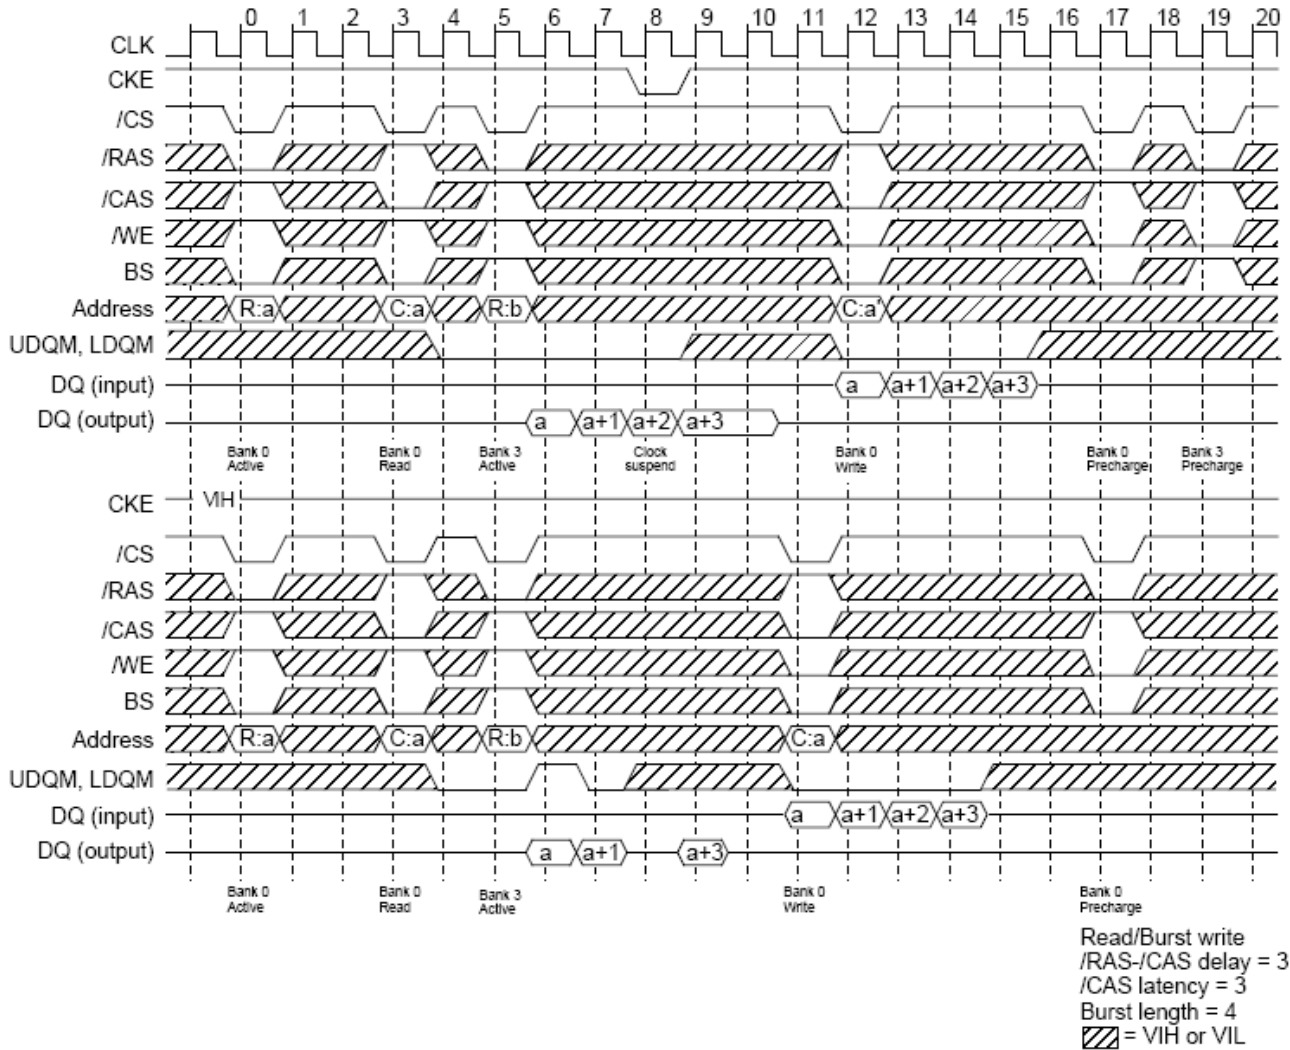 0 1 2 3 4 5 6 7 8 9 10 11 12 13 14 15 16 17 18 19 20
CLK
CKE
/CS
/RAS
/CAS
/WE
BS
Address R:a C:a R:b C:a'
UDQM, LDQM
DQ (input) a a+1 a+2 a+3
DQ (output) a a+1 a+2 a+3
Bank 0 Bank 0 Bank 3 Clock Bank 0 Bank 0 Bank 3
Active Read Active suspend Write Precharge Precharge
CKE VIH
/CS
/RAS
/CAS
/WE
BS
Address R:a C:a R:b C:a
UDQM, LDQM
DQ (input) a a+1 a+2 a+3
DQ (output) a a+1 a+3
Bank 0 Bank 0 Bank 3 Bank 0 Bank 0
Active Read Active Write Precharge
Read/Burst write
/RAS-/CAS delay = 3
/CAS latency = 3
Burst length = 4
= VIH or VIL